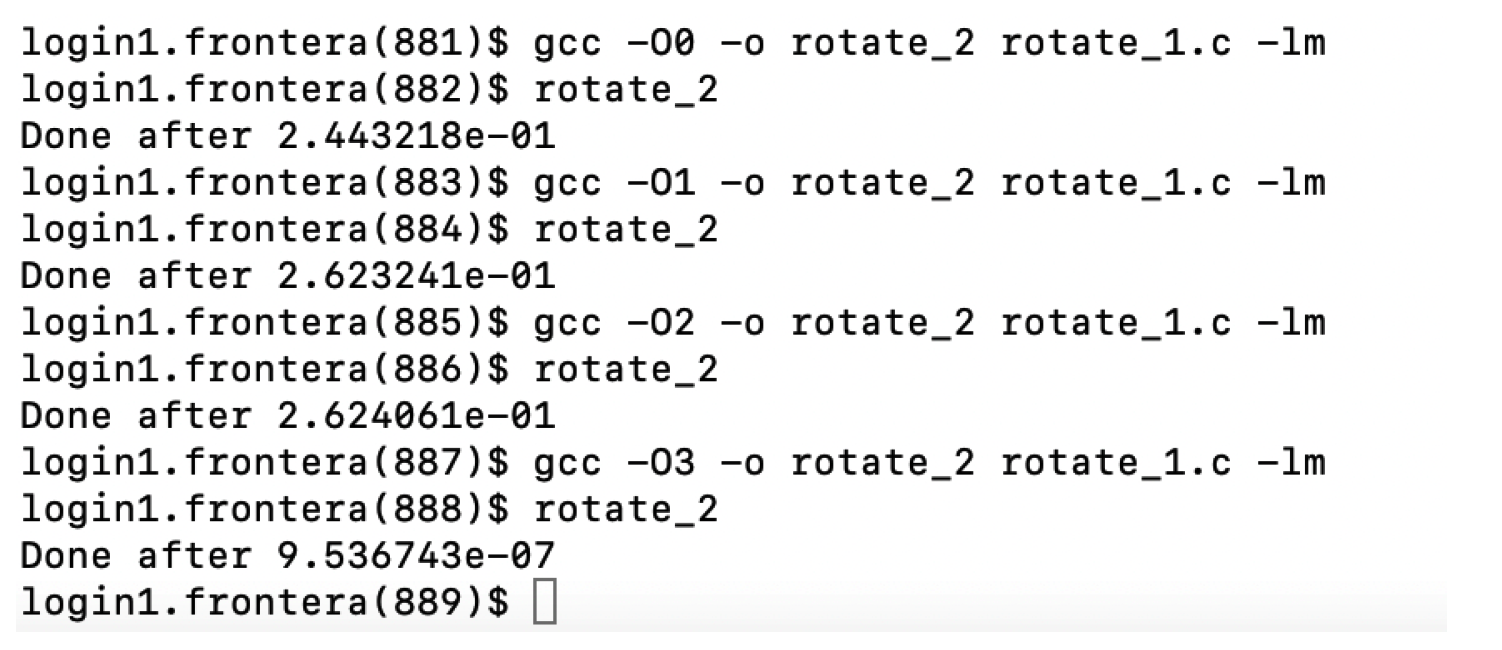 login1.frontera(881)$ gcc -O0 -o rotate_2 rotate_1.c -lm
login1.frontera(882)$ rotate_2
Done after 2.443218e-01
login1.frontera(883)$ gcc -O1 -o rotate_2 rotate_1.c -lm
login1.frontera(884)$ rotate_2
Done after 2.623241e-01
login1.frontera(885)$ gcc -O2 -o rotate_2 rotate_1.c -lm
login1.frontera(886)$ rotate_2
Done after 2.624061e-01
login1.frontera(887)$ gcc -O3 -o rotate_2 rotate_1.c -lm
login1.frontera(888)$ rotate_2
Done after 9.536743e-07
login1.frontera(889)$